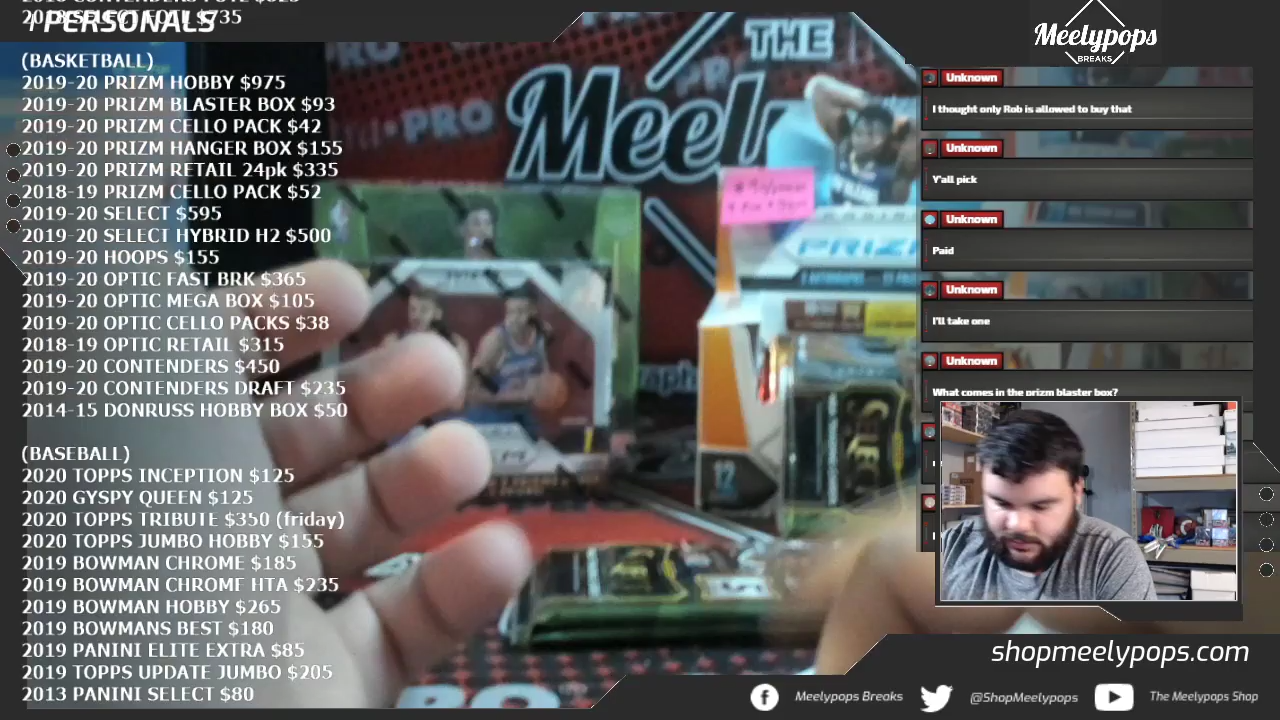 2018 SELECT FOTL $735
/ PERSONALS
(BASKETBALL)
2019-20 PRIZM HOBBY $975
2019-20 PRIZM BLASTER BOX $93
2019-20 PRIZM CELLO PACK $42
2019-20 PRIZM HANGER BOX $155
2019-20 PRIZM RETAIL 24pk $335
2018-19 PRIZM CELLO PACK $52
2019-20 SELECT $595
2019-20 SELECT HYBRID H2 $500
2019-20 HOOPS $155
2019-20 OPTIC FAST BRK $365
2019-20 OPTIC MEGA BOX $105
2019-20 OPTIC CELLO PACKS $38
2018-19 OPTIC RETAIL $315
2019-20 CONTENDERS $450
2019-20 CONTENDERS DRAFT $235
2014-15 DONRUSS HOBBY BOX $50
(BASEBALL)
2020 TOPPS INCEPTION $125
2020 GYSPY QUEEN $125
2020 TOPPS TRIBUTE $350 (friday)
2020 TOPPS JUMBO HOBBY $155
2019 BOWMAN CHROME $185
2019 BOWMAN CHROME HTA $235
2019 BOWMAN HOBBY $265
2019 BOWMANS BEST $180
2019 PANINI ELITE EXTRA $85
2019 TOPPS UPDATE JUMBO $205
2013 PANINI SELECT $80
THE
Meel
PRO
PRIZM
12
Meelypops
BREAKS
Unknown
I thought only Rob is allowed to buy that
Unknown
Y'all pick
Unknown
Paid
Unknown
I'll take one
Unknown
What comes in the prizm blaster box?
shopmeelypops.com
Meelypops Breaks
@ShopMeelypops
The Meelypops Shop